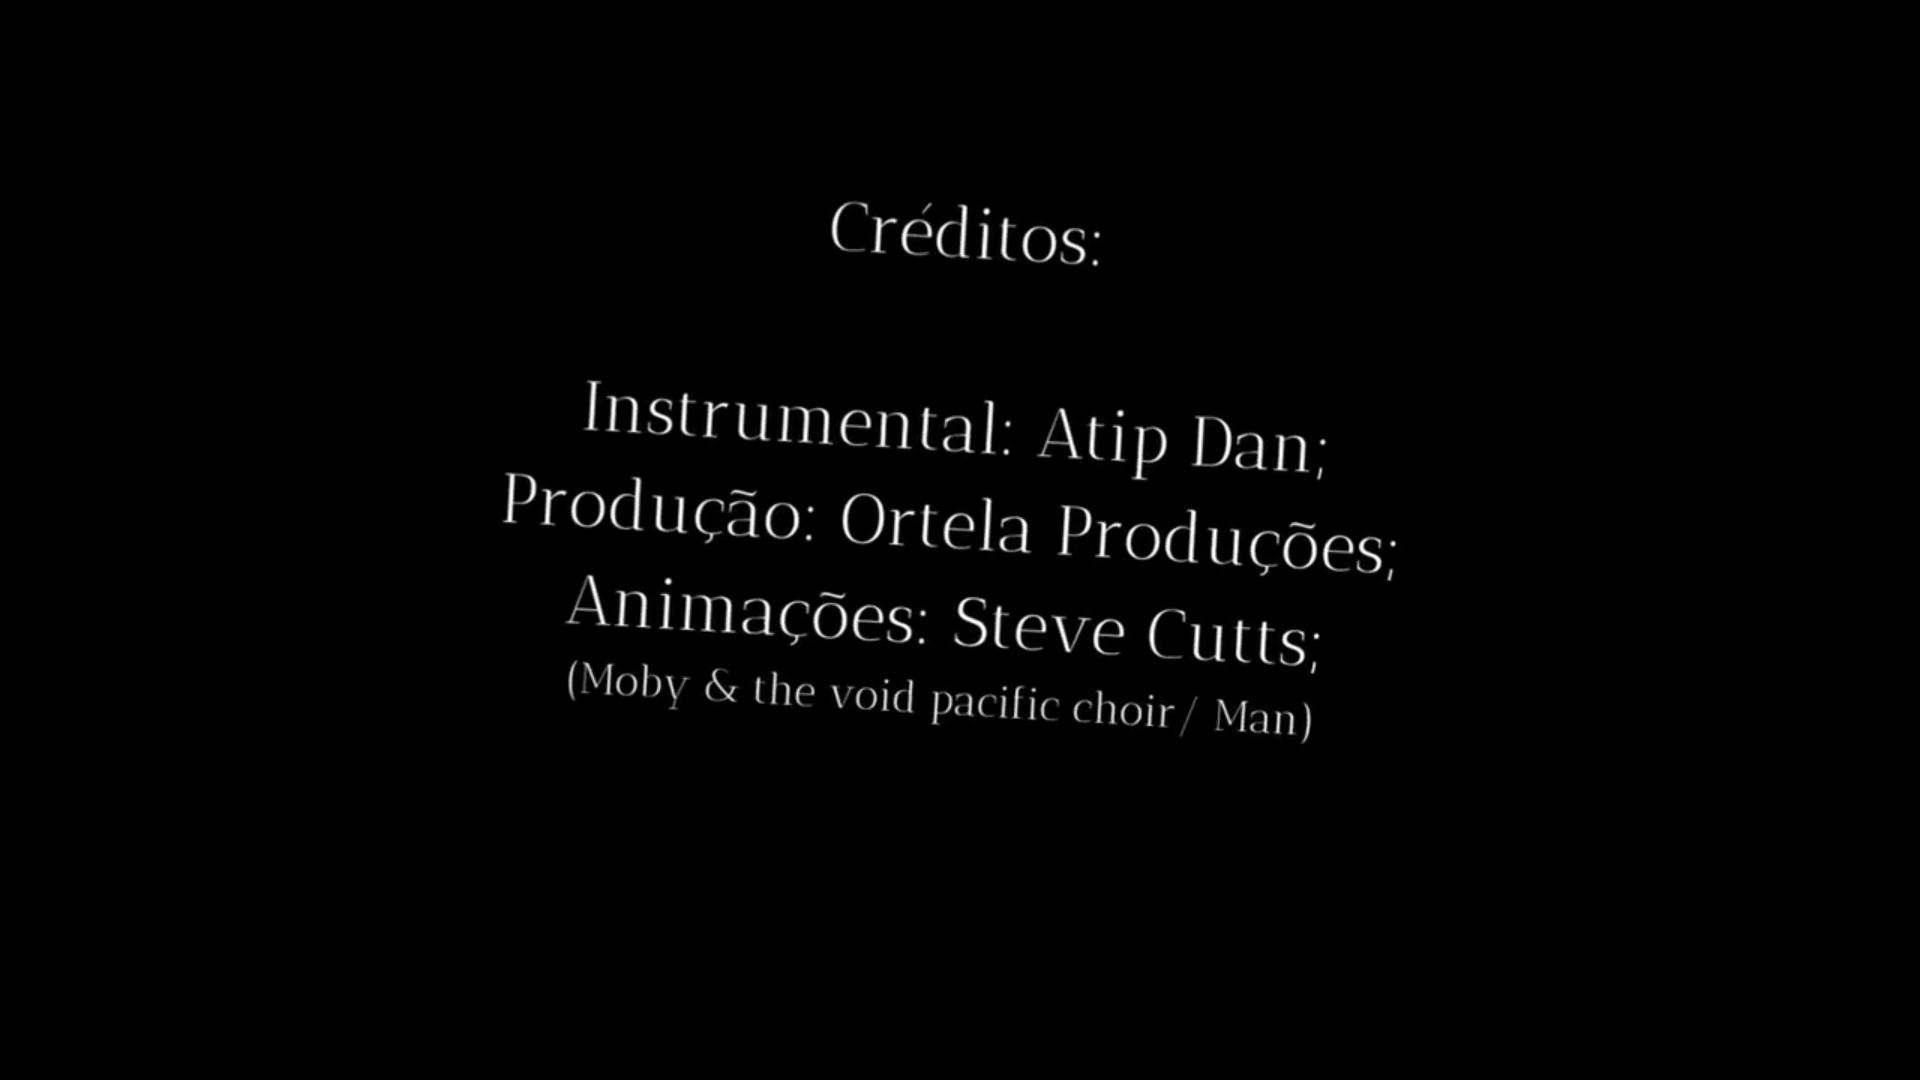 Créditos:
Instrumental: Atip Dan;
Produção: Ortela Produções;
Animações: Steve Cutts;
(Moby & the void pacific choir/ Man)